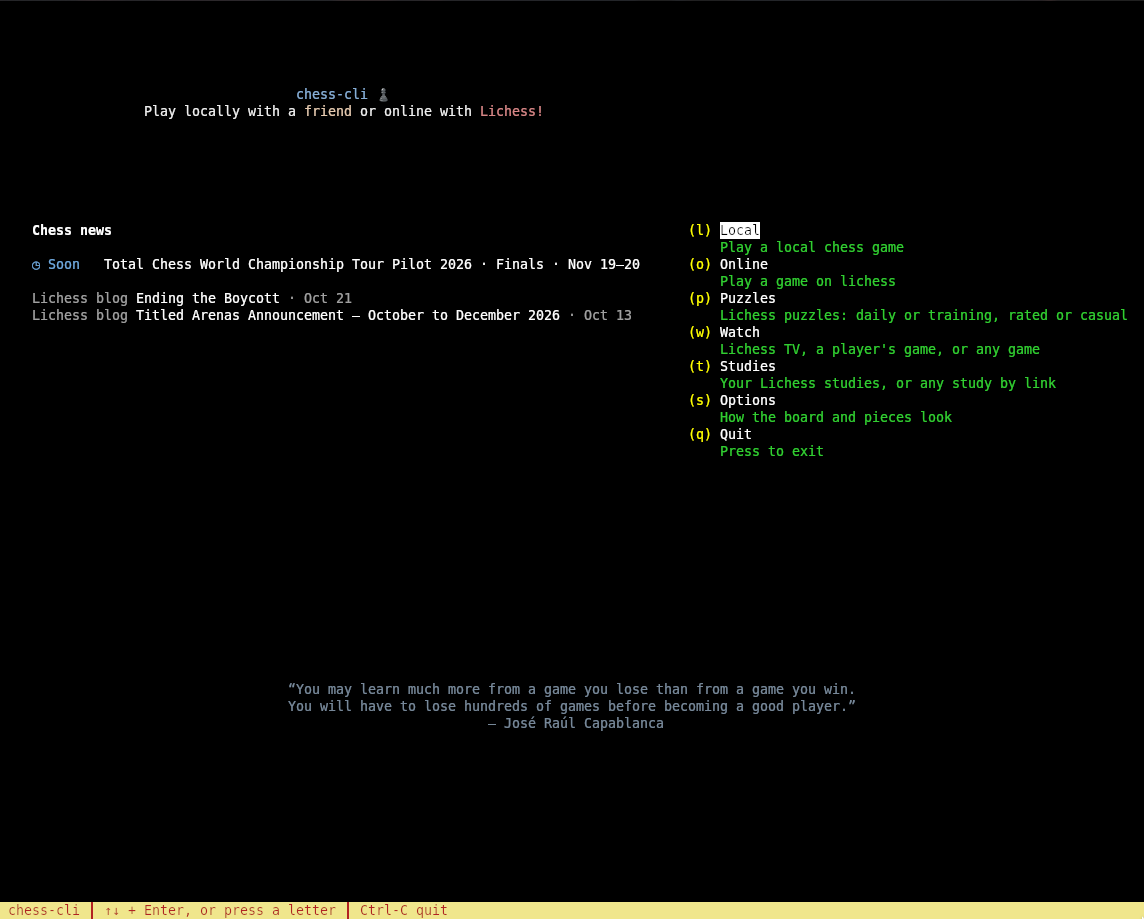 chess-cli ♟
Play locally with a friend or online with Lichess!
Chess news
◷ Soon Total Chess World Championship Tour Pilot 2026 · Finals · Nov 19–20
Lichess blog Ending the Boycott · Oct 21
Lichess blog Titled Arenas Announcement — October to December 2026 · Oct 13
(l) Local
Play a local chess game
(o) Online
Play a game on lichess
(p) Puzzles
Lichess puzzles: daily or training, rated or casual
(w) Watch
Lichess TV, a player's game, or any game
(t) Studies
Your Lichess studies, or any study by link
(s) Options
How the board and pieces look
(q) Quit
Press to exit
“You may learn much more from a game you lose than from a game you win.
You will have to lose hundreds of games before becoming a good player.”
— José Raúl Capablanca
chess-cli | ↑↓ + Enter, or press a letter | Ctrl-C quit